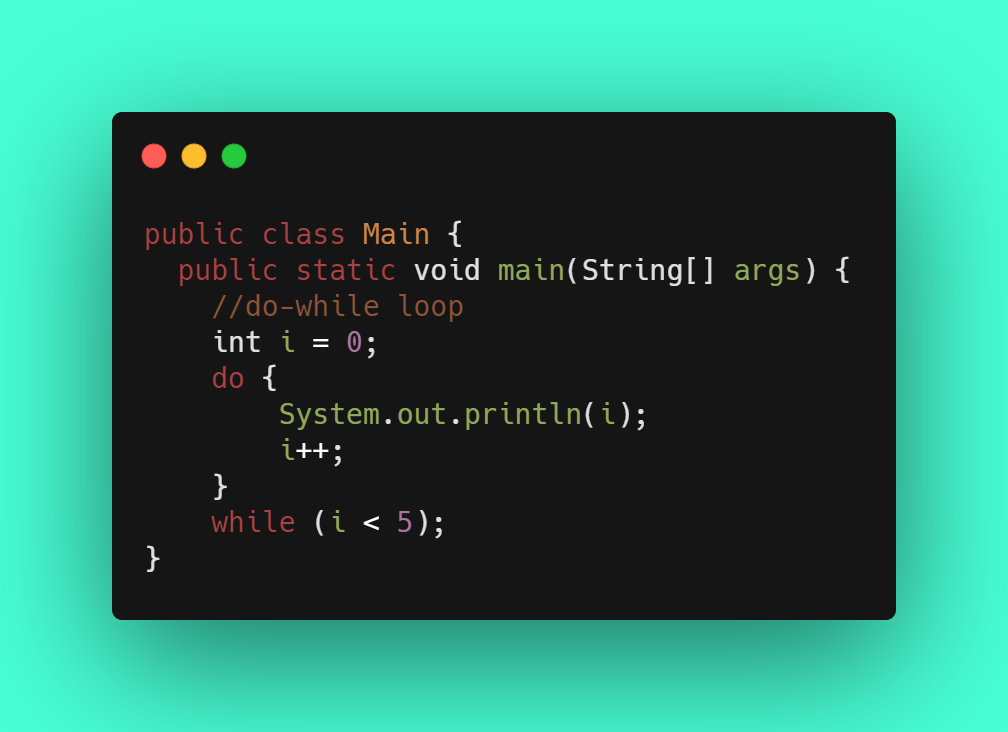 public class Main {
  public static void main(String[] args) {
    //do-while loop
    int i = 0;
    do {
        System.out.println(i);
        i++;
    }
    while (i < 5);
}